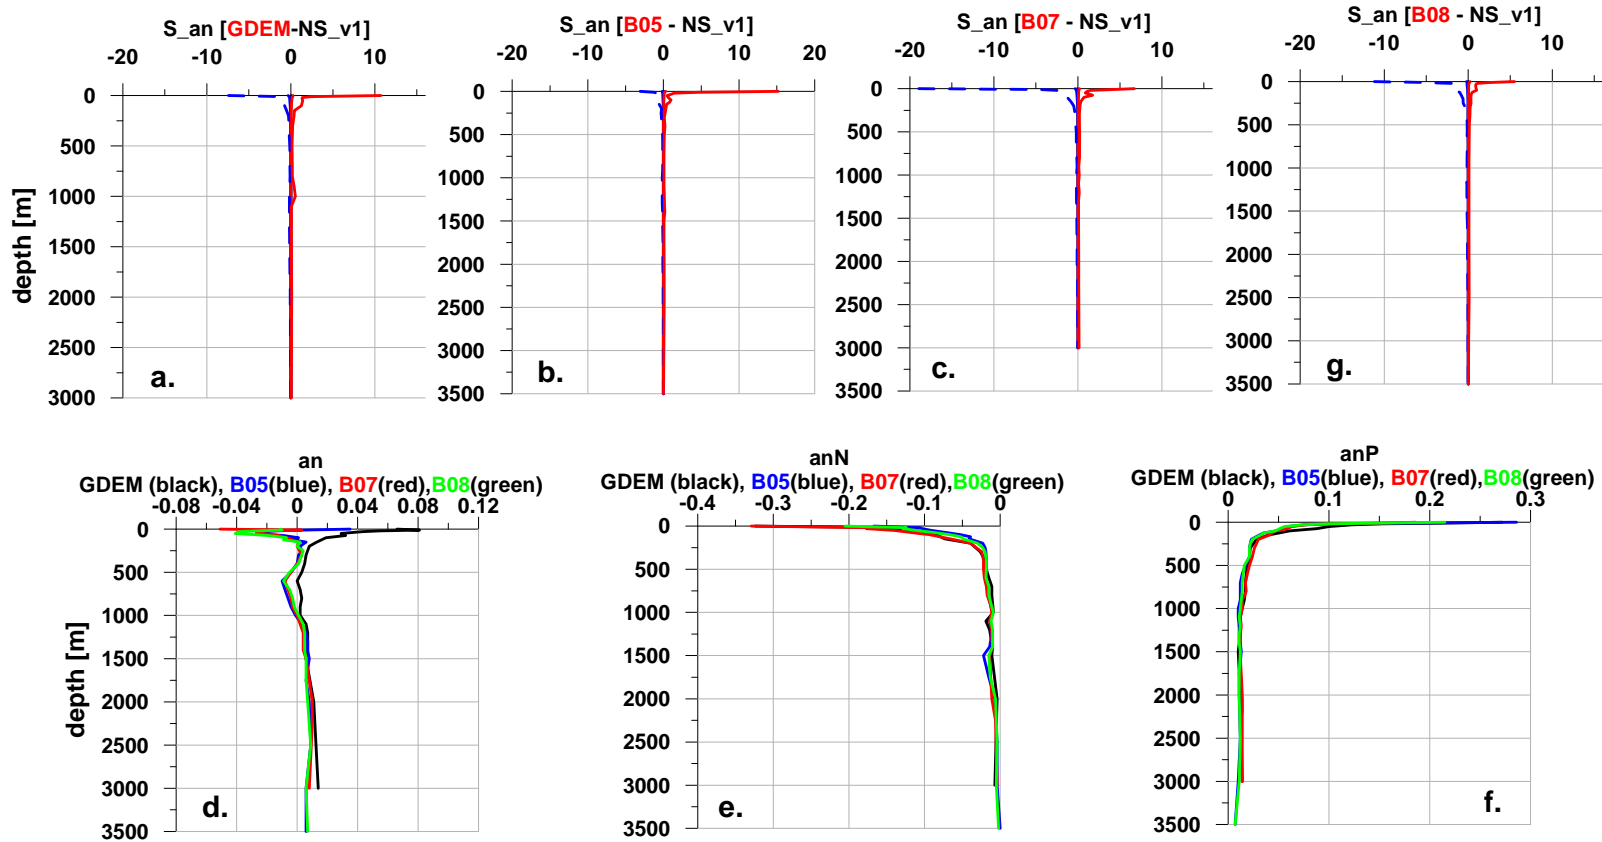 S_an [GDEM-NS_v1]
-20 -10 0 10
0
500
1000
1500
2000
2500
3000
depth [m]
a.
S_an [B05 - NS_v1]
-20 -10 0 10 20
0
500
1000
1500
2000
2500
3000
3500
b.
S_an [B07 - NS_v1]
-20 -10 0 10
0
500
1000
1500
2000
2500
3000
3500
c.
S_an [B08 - NS_v1]
-20 -10 0 10
0
500
1000
1500
2000
2500
3000
3500
g.
an
GDEM (black), B05(blue), B07(red),B08(green)
-0.08 -0.04 0 0.04 0.08 0.12
0
500
1000
1500
2000
2500
3000
3500
depth [m]
d.
anN
GDEM (black), B05(blue), B07(red),B08(green)
-0.4 -0.3 -0.2 -0.1 0
0
500
1000
1500
2000
2500
3000
3500
e.
anP
GDEM (black), B05(blue), B07(red),B08(green)
0 0.1 0.2 0.3
0
500
1000
1500
2000
2500
3000
3500
f.